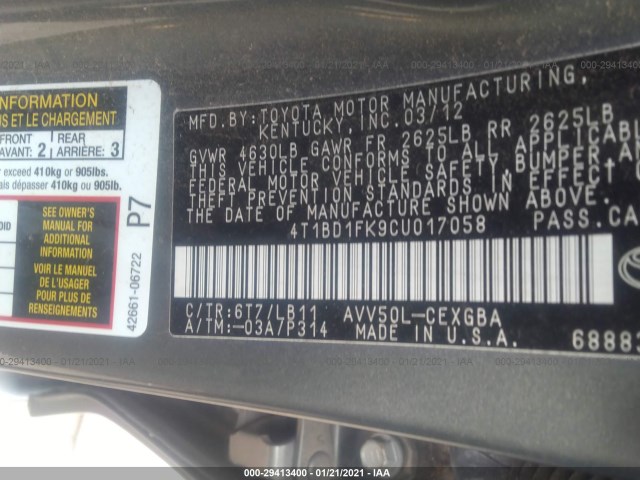 INFORMATION
US ET LE CHARGEMENT
FRONT
AVANT: 2
REAR
ARRIÈRE: 3
exceed 410kg or 905lbs.
ais dépasser 410kg ou 905lb.
SEE OWNER'S
MANUAL FOR
ADDITIONAL
INFORMATION
VOIR LE MANUEL
DE L'USAGER
POUR PLUS DE
RENSEIGNEMENTS
P7
42661-06722
MFD. BY: TOYOTA MOTOR MANUFACTURING,
KENTUCKY, INC. 03/12
GVWR 4630LB GAWR FR 2625LB RR 2625LB
THIS VEHICLE CONFORMS TO ALL APPLICABLE
FEDERAL MOTOR VEHICLE SAFETY, BUMPER, AN
THEFT PREVENTION STANDARDS IN EFFECT O
THE DATE OF MANUFACTURE SHOWN ABOVE.
4T1BD1FK9CU017058 PASS.CA
C/TR:6T7/LB11 AVV50L-CEXGBA
A/TM:-03A/P314 MADE IN U.S.A.
6888
000-29413400 - 01/21/2021 - IAA